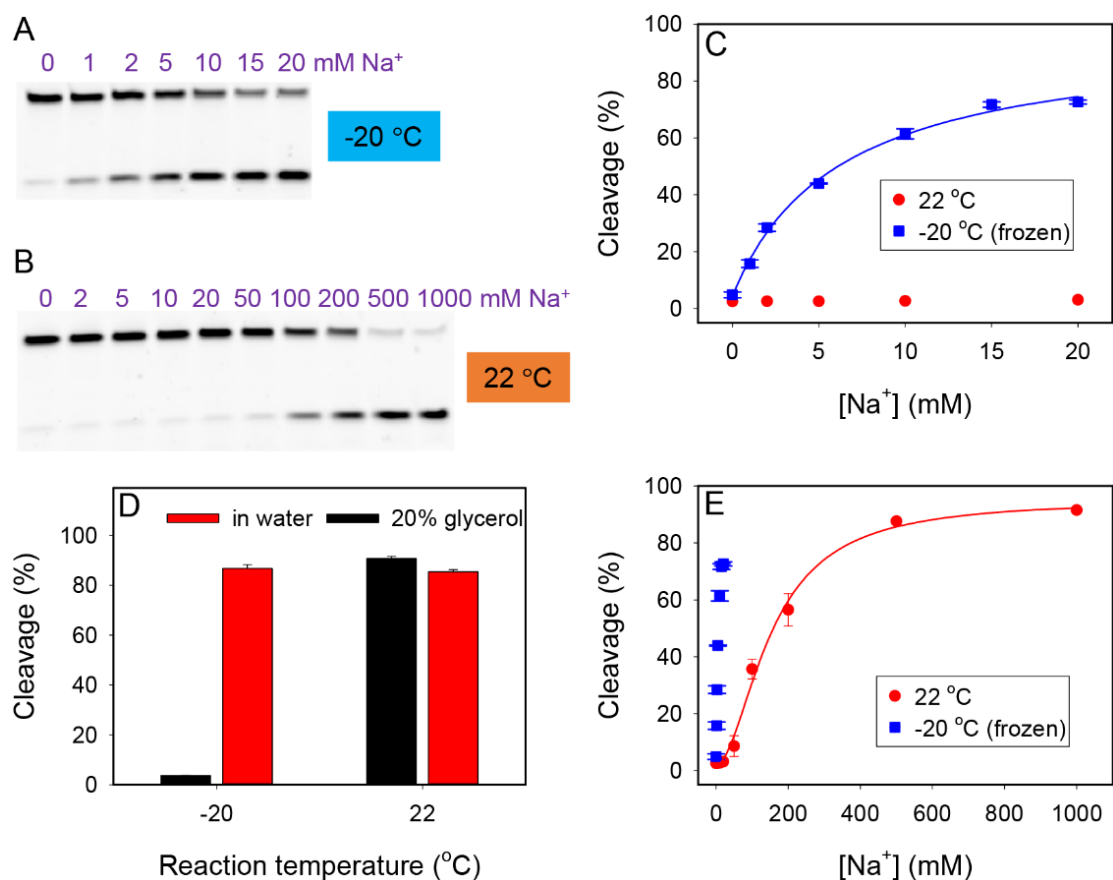 A
0 1 2 5 10 15 20 mM Na⁺
-20 °C
B
0 2 5 10 20 50 100 200 500 1000 mM Na⁺
22 °C
C
Cleavage (%)
100
80
60
40
20
0
22 °C
-20 °C (frozen)
0 5 10 15 20
[Na⁺] (mM)
D
in water 20% glycerol
Cleavage (%)
100
80
60
40
20
0
-20 22
Reaction temperature (°C)
E
Cleavage (%)
100
80
60
40
20
0
22 °C
-20 °C (frozen)
0 200 400 600 800 1000
[Na⁺] (mM)